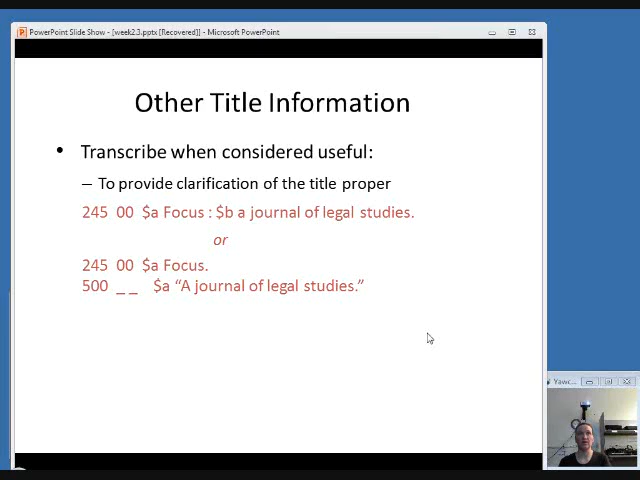 PowerPoint Slide Show - [week2.3.pptx [Recovered]] - Microsoft PowerPoint
Other Title Information
• Transcribe when considered useful:
– To provide clarification of the title proper
245 00 $a Focus : $b a journal of legal studies.
or
245 00 $a Focus.
500 _ _ $a “A journal of legal studies.”
Yawc...